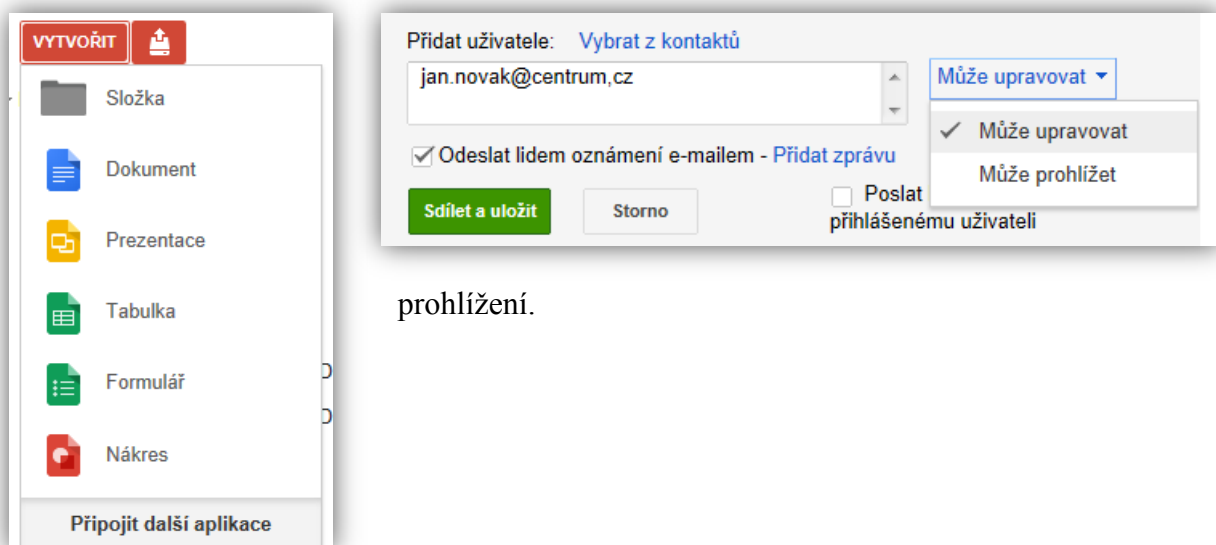 VYTVOŘIT
Složka
Dokument
Prezentace
Tabulka
Formulář
Nákres
Připojit další aplikace
D
D
Přidat uživatele: Vybrat z kontaktů
jan.novak@centrum,cz
Může upravovat
Může upravovat
Může prohlížet
Odeslat lidem oznámení e-mailem - Přidat zprávu
Sdílet a uložit
Storno
Poslat
přihlášenému uživateli
prohlížení.